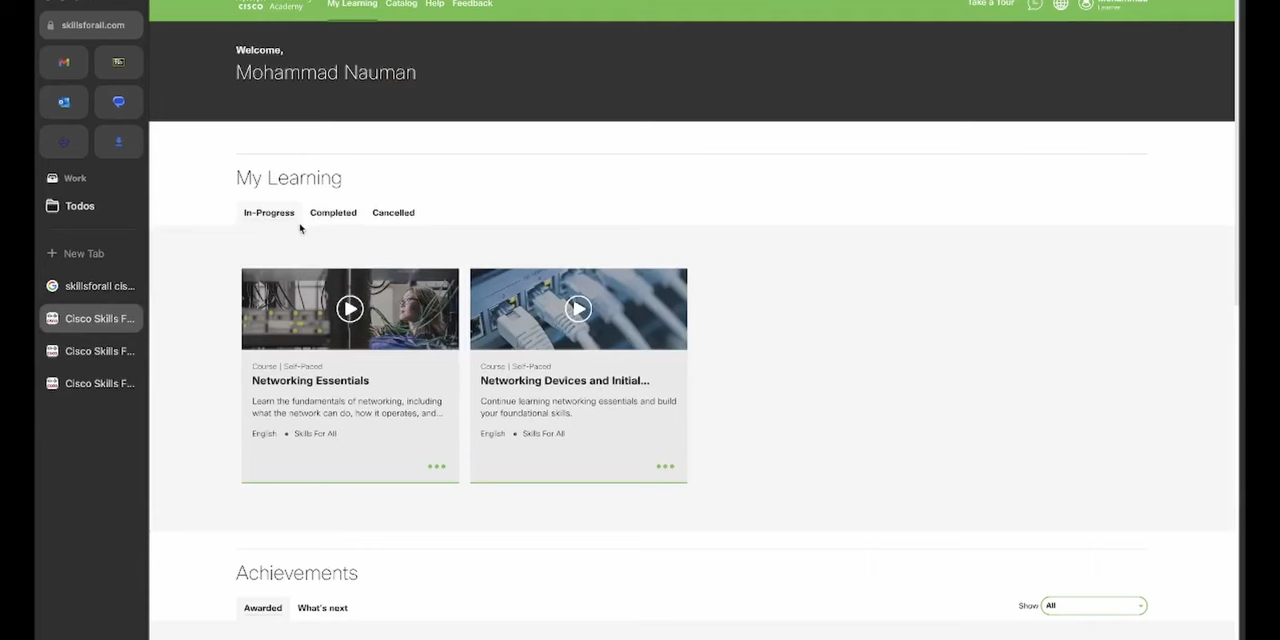 skillsforall.com
Work
Todos
New Tab
skillsforall cis...
Cisco Skills F...
Cisco Skills F...
Cisco Skills F...
CISCO Academy
My Learning Catalog Help Feedback
Take a Tour
Learner
Welcome,
Mohammad Nauman
My Learning
In-Progress Completed Cancelled
Course | Self-Paced
Networking Essentials
Learn the fundamentals of networking, including
what the network can do, how it operates, and...
English • Skills For All
Course | Self-Paced
Networking Devices and Initial...
Continue learning networking essentials and build
your foundational skills.
English • Skills For All
Achievements
Awarded What's next
Show All